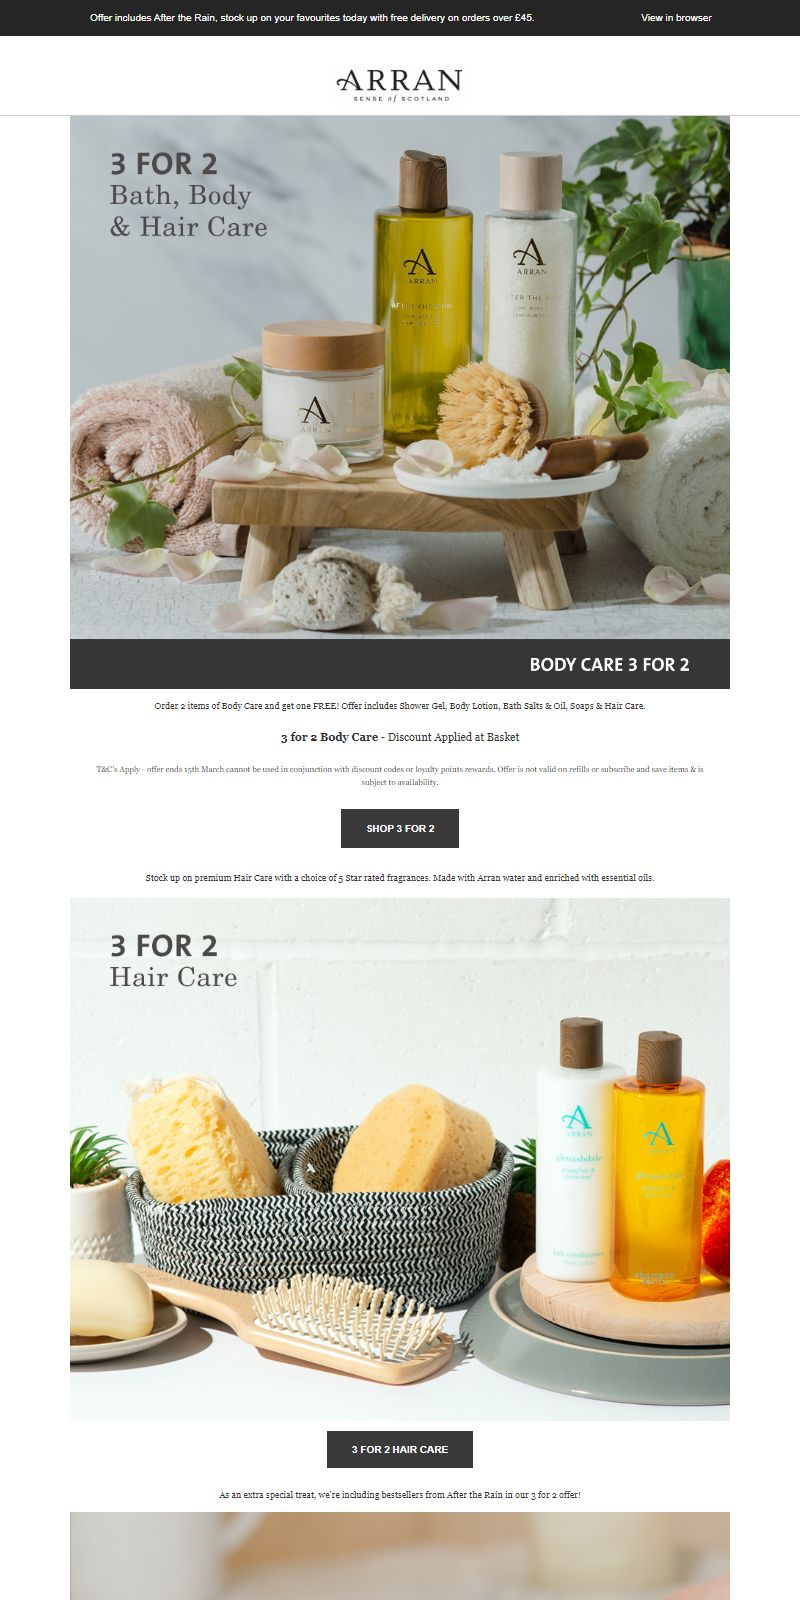 Offer includes After the Rain, stock up on your favourites today with free delivery on orders over £45.
View in browser
ARRAN
SENSE of SCOTLAND
3 FOR 2
Bath, Body
& Hair Care
A
ARRAN
AFTER THE RAIN
A
ARRAN
AFTER THE
SANDALWOOD
A
ARRAN
AFTER
BODY CARE 3 FOR 2
Order 2 items of Body Care and get one FREE! Offer includes Shower Gel, Body Lotion, Bath Salts & Oil, Soaps & Hair Care.
3 for 2 Body Care - Discount Applied at Basket
T&C's Apply - offer ends 15th March cannot be used in conjunction with discount codes or loyalty points rewards. Offer is not valid on refills or subscribe and save items & is
subject to availability.
SHOP 3 FOR 2
Stock up on premium Hair Care with a choice of 5 Star rated fragrances. Made with Arran water and enriched with essential oils.
3 FOR 2
Hair Care
A
ARRAN
glenashdale
grapefruit &
green leaf
hair conditioner
A
ARRAN
glenashdale
shampoo
3 FOR 2 HAIR CARE
As an extra special treat, we're including bestsellers from After the Rain in our 3 for 2 offer!